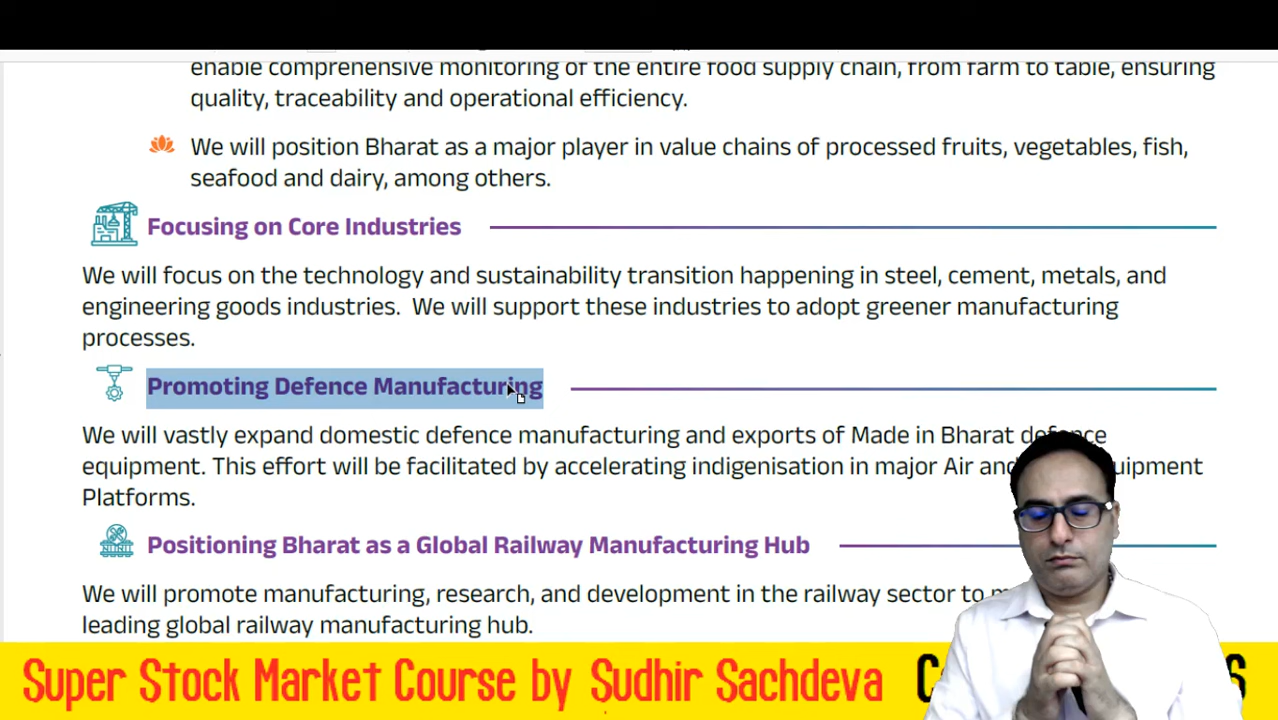 enable comprehensive monitoring of the entire food supply chain, from farm to table, ensuring
quality, traceability and operational efficiency.
We will position Bharat as a major player in value chains of processed fruits, vegetables, fish,
seafood and dairy, among others.
Focusing on Core Industries
We will focus on the technology and sustainability transition happening in steel, cement, metals, and
engineering goods industries. We will support these industries to adopt greener manufacturing
processes.
Promoting Defence Manufacturing
We will vastly expand domestic defence manufacturing and exports of Made in Bharat defence
equipment. This effort will be facilitated by accelerating indigenisation in major Air and
Platforms.
Positioning Bharat as a Global Railway Manufacturing Hub
We will promote manufacturing, research, and development in the railway sector to
leading global railway manufacturing hub.
Super Stock Market Course by Sudhir Sachdeva